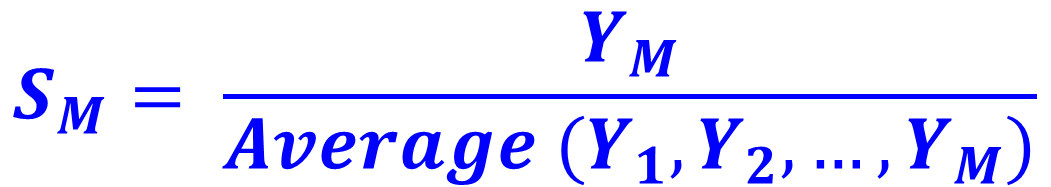 S_M = Y_M / Average (Y_1, Y_2, ... , Y_M)